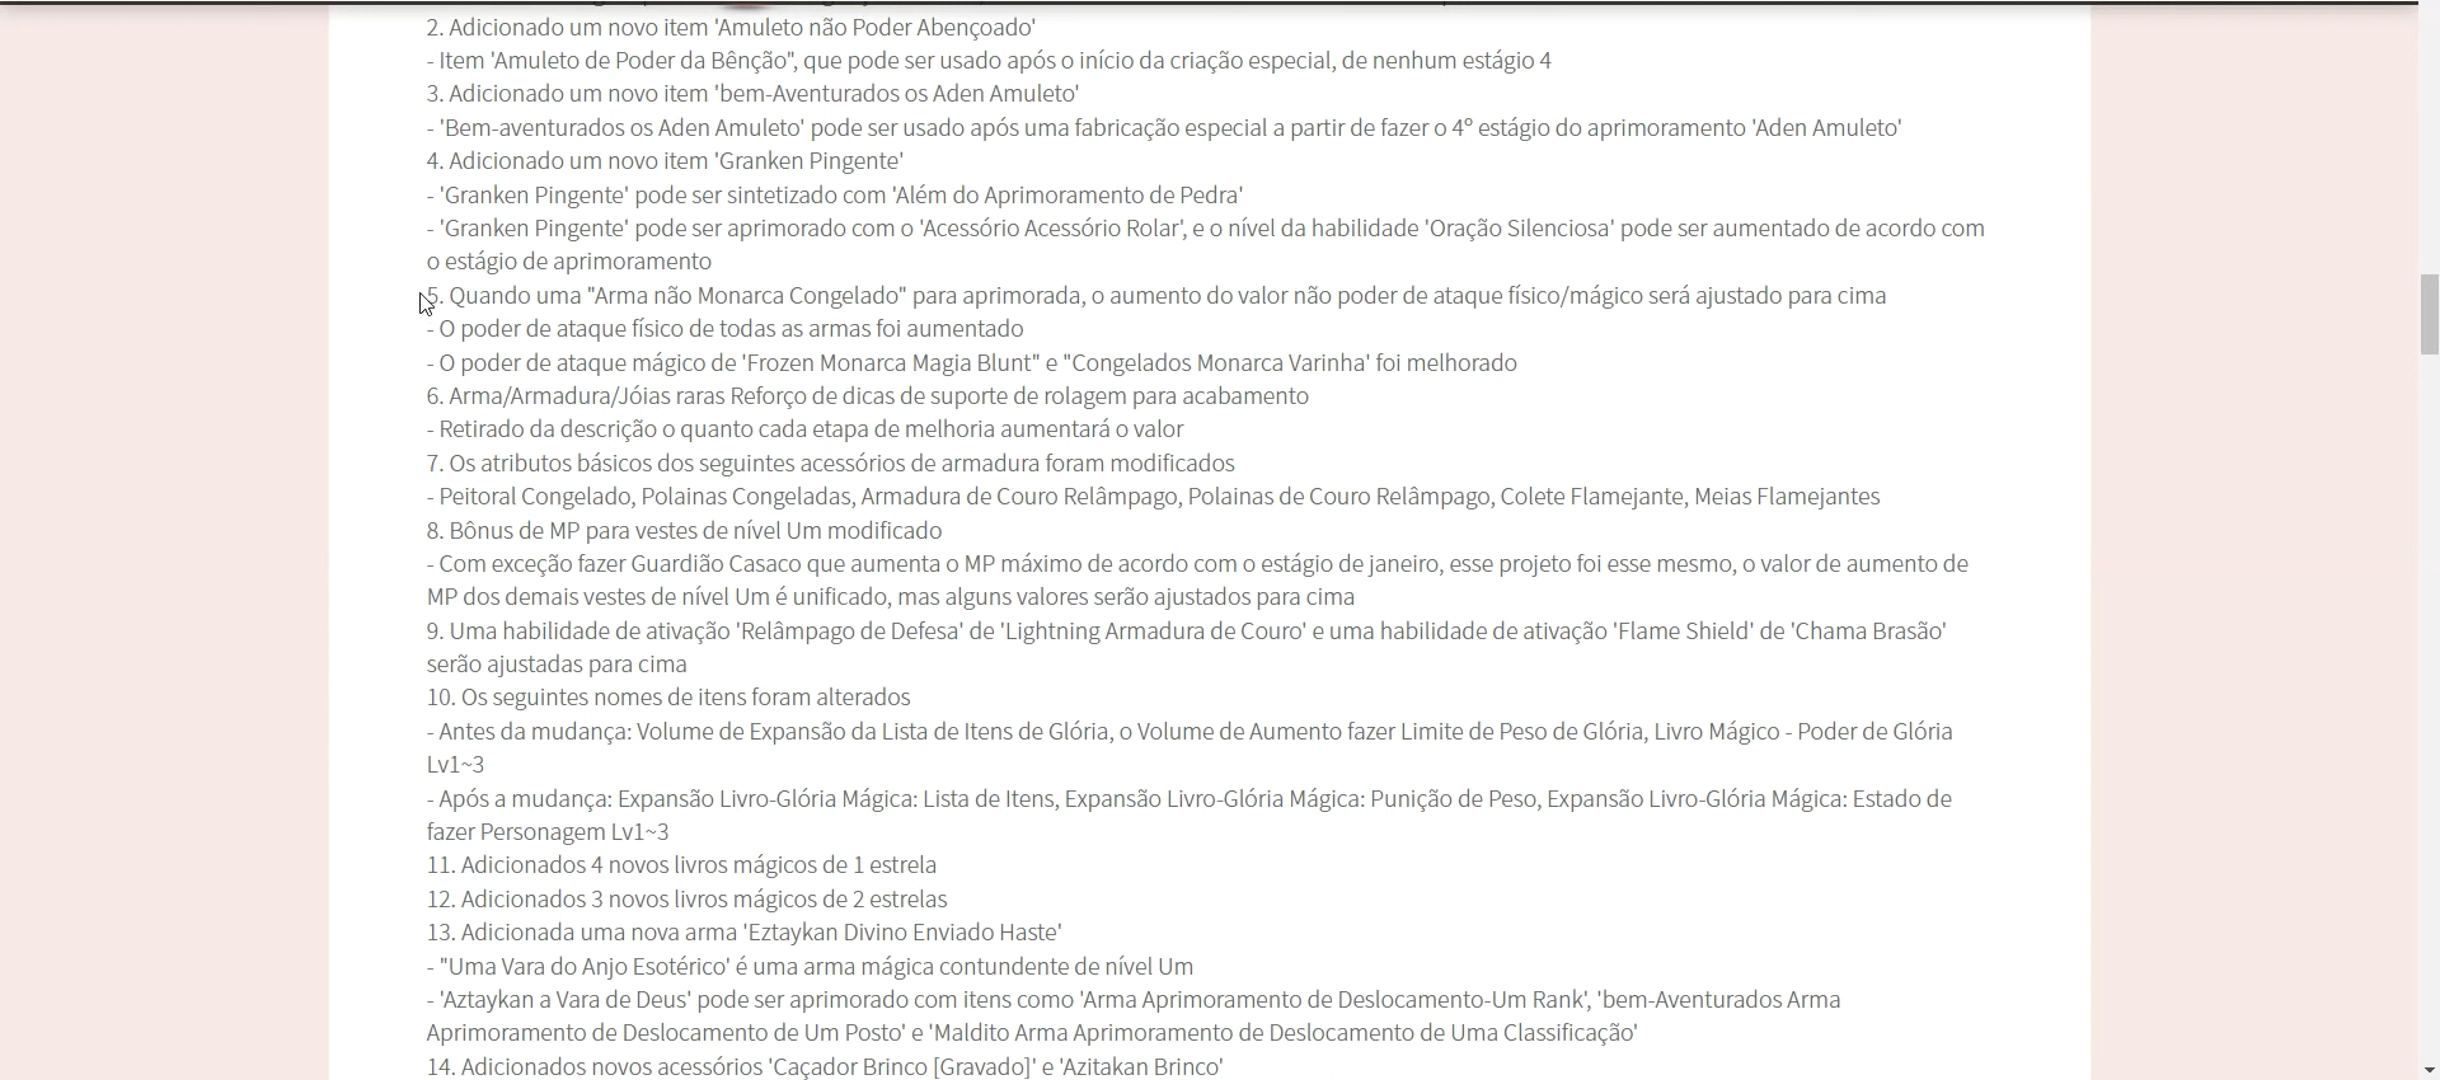 2. Adicionado um novo item 'Amuleto não Poder Abençoado'
- Item 'Amuleto de Poder da Bênção", que pode ser usado após o início da criação especial, de nenhum estágio 4
3. Adicionado um novo item 'bem-Aventurados os Aden Amuleto'
- 'Bem-aventurados os Aden Amuleto' pode ser usado após uma fabricação especial a partir de fazer o 4º estágio do aprimoramento 'Aden Amuleto'
4. Adicionado um novo item 'Granken Pingente'
- 'Granken Pingente' pode ser sintetizado com 'Além do Aprimoramento de Pedra'
- 'Granken Pingente' pode ser aprimorado com o 'Acessório Acessório Rolar', e o nível da habilidade 'Oração Silenciosa' pode ser aumentado de acordo com
o estágio de aprimoramento
5. Quando uma "Arma não Monarca Congelado" para aprimorada, o aumento do valor não poder de ataque físico/mágico será ajustado para cima
- O poder de ataque físico de todas as armas foi aumentado
- O poder de ataque mágico de 'Frozen Monarca Magia Blunt" e "Congelados Monarca Varinha' foi melhorado
6. Arma/Armadura/Jóias raras Reforço de dicas de suporte de rolagem para acabamento
- Retirado da descrição o quanto cada etapa de melhoria aumentará o valor
7. Os atributos básicos dos seguintes acessórios de armadura foram modificados
- Peitoral Congelado, Polainas Congeladas, Armadura de Couro Relâmpago, Polainas de Couro Relâmpago, Colete Flamejante, Meias Flamejantes
8. Bônus de MP para vestes de nível Um modificado
- Com exceção fazer Guardião Casaco que aumenta o MP máximo de acordo com o estágio de janeiro, esse projeto foi esse mesmo, o valor de aumento de
MP dos demais vestes de nível Um é unificado, mas alguns valores serão ajustados para cima
9. Uma habilidade de ativação 'Relâmpago de Defesa' de 'Lightning Armadura de Couro' e uma habilidade de ativação 'Flame Shield' de 'Chama Brasão'
serão ajustadas para cima
10. Os seguintes nomes de itens foram alterados
- Antes da mudança: Volume de Expansão da Lista de Itens de Glória, o Volume de Aumento fazer Limite de Peso de Glória, Livro Mágico - Poder de Glória
Lv1~3
- Após a mudança: Expansão Livro-Glória Mágica: Lista de Itens, Expansão Livro-Glória Mágica: Punição de Peso, Expansão Livro-Glória Mágica: Estado de
fazer Personagem Lv1~3
11. Adicionados 4 novos livros mágicos de 1 estrela
12. Adicionados 3 novos livros mágicos de 2 estrelas
13. Adicionada uma nova arma 'Eztaykan Divino Enviado Haste'
- "Uma Vara do Anjo Esotérico' é uma arma mágica contundente de nível Um
- 'Aztaykan a Vara de Deus' pode ser aprimorado com itens como 'Arma Aprimoramento de Deslocamento-Um Rank', 'bem-Aventurados Arma
Aprimoramento de Deslocamento de Um Posto' e 'Maldito Arma Aprimoramento de Deslocamento de Uma Classificação'
14. Adicionados novos acessórios 'Caçador Brinco [Gravado]' e 'Azitakan Brinco'